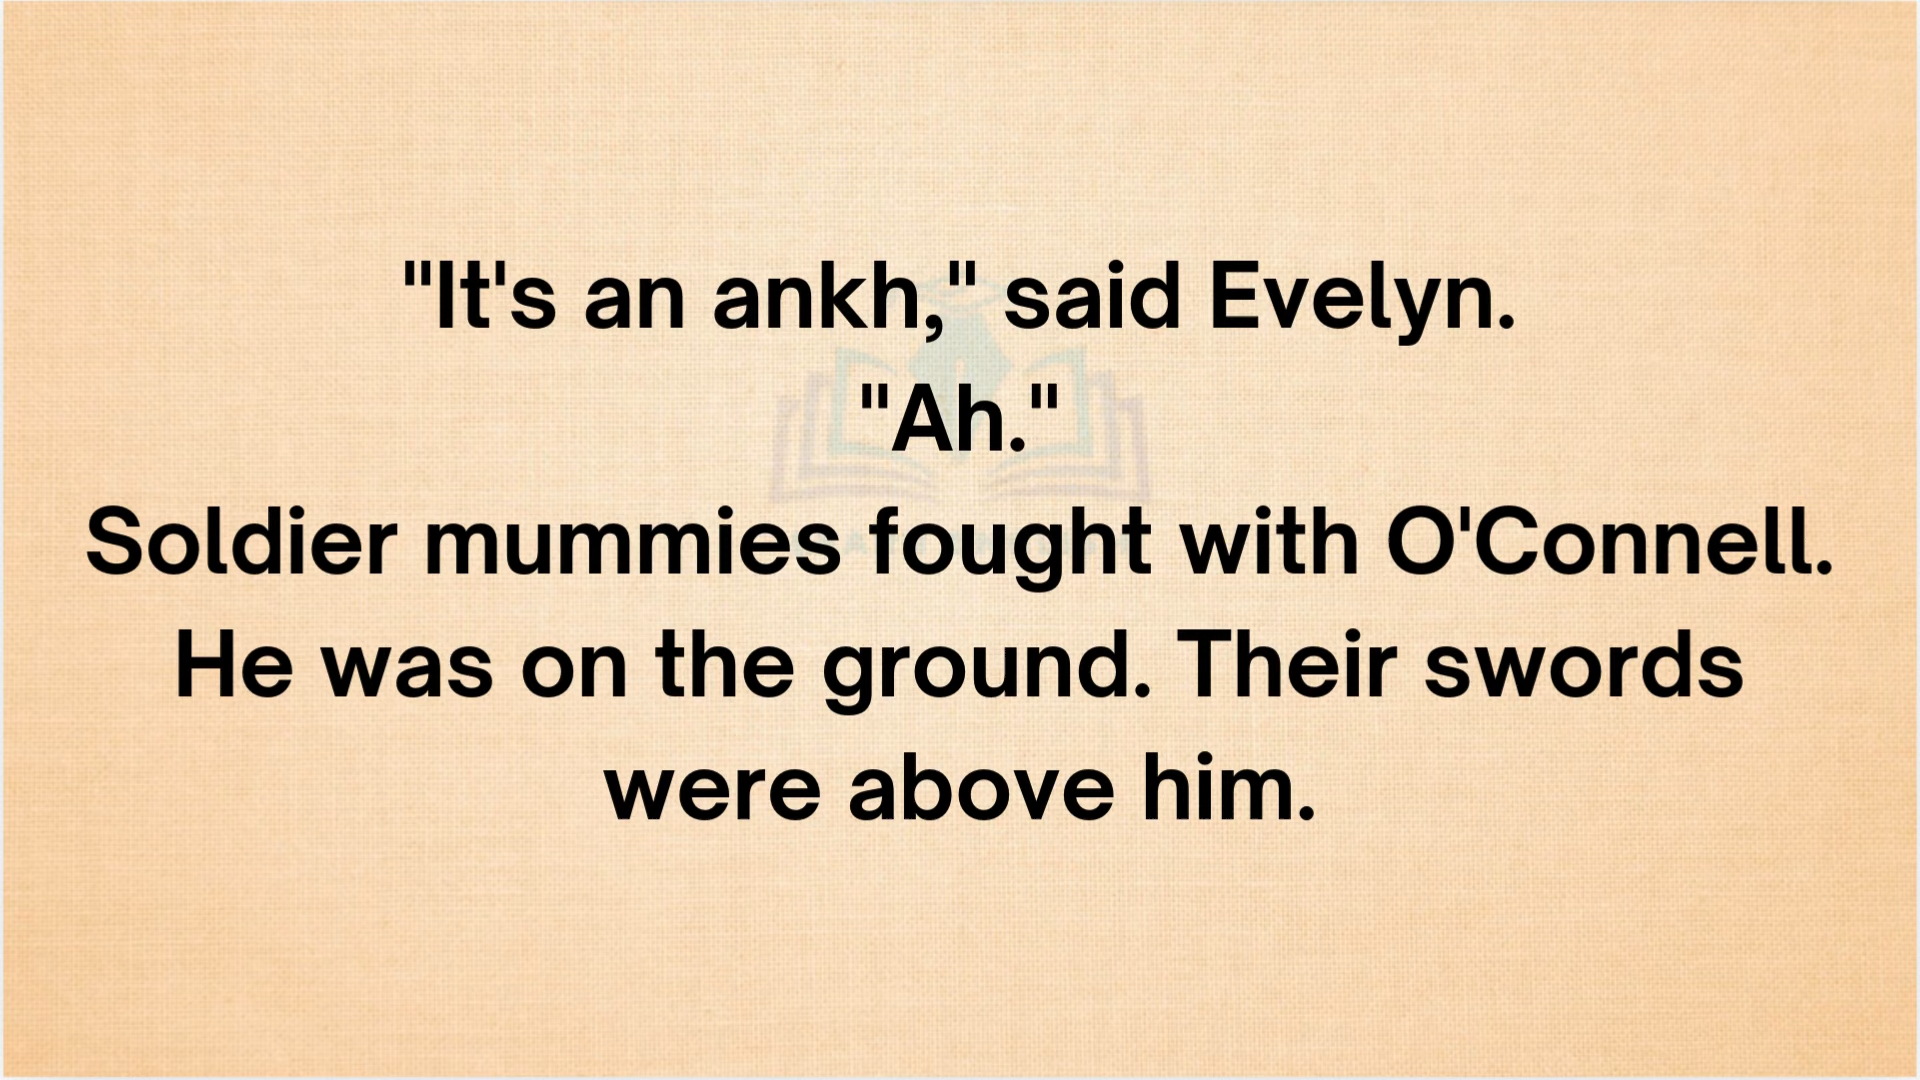 "It's an ankh," said Evelyn.
"Ah."
Soldier mummies fought with O'Connell.
He was on the ground. Their swords
were above him.